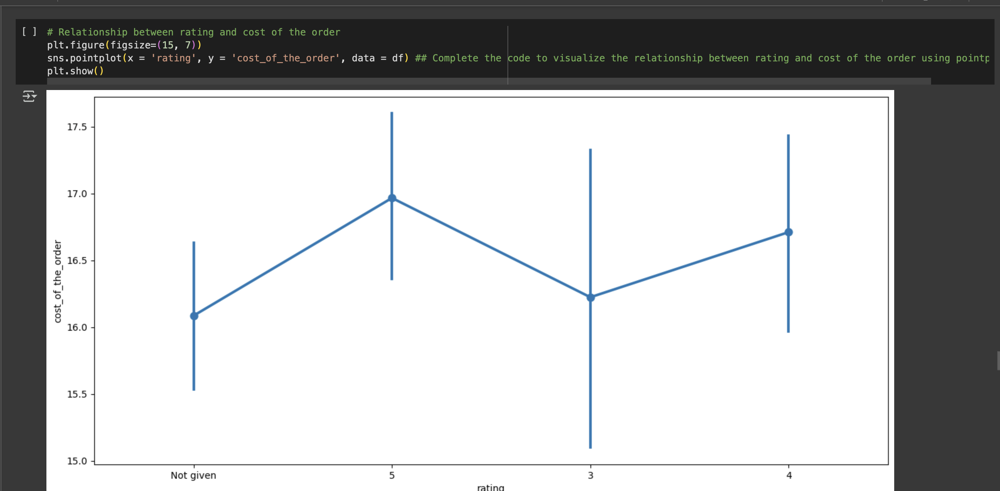 [ ] # Relationship between rating and cost of the order
plt.figure(figsize=(15, 7))
sns.pointplot(x = 'rating', y = 'cost_of_the_order', data = df) ## Complete the code to visualize the relationship between rating and cost of the order using pointp
plt.show()
17.5
17.0
16.5
16.0
15.5
15.0
cost_of_the_order
Not given 5 3 4
rating